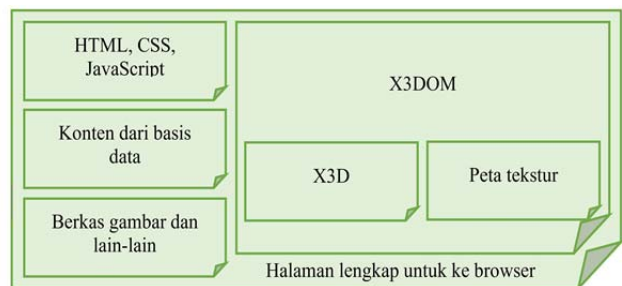 HTML, CSS,
JavaScript
Konten dari basis
data
Berkas gambar dan
lain-lain
X3DOM
X3D
Peta tekstur
Halaman lengkap untuk ke browser